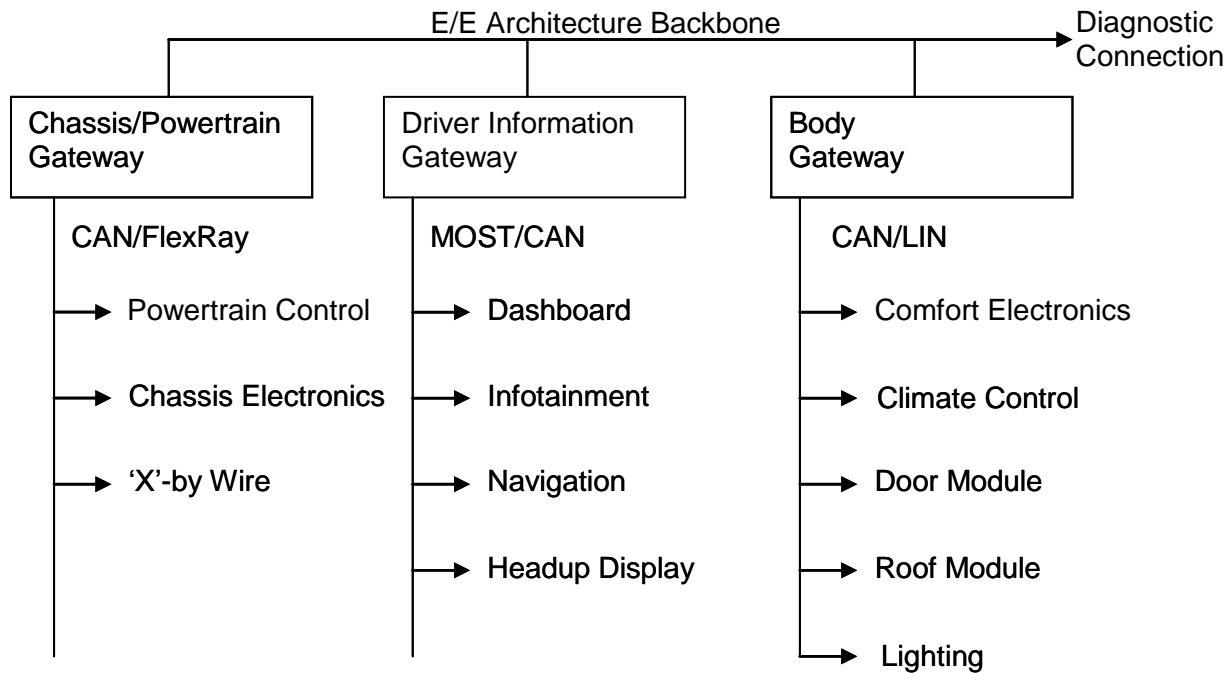 E/E Architecture Backbone
Diagnostic
Connection
Chassis/Powertrain
Gateway
CAN/FlexRay
Powertrain Control
Chassis Electronics
‘X’-by Wire
Driver Information
Gateway
MOST/CAN
Dashboard
Infotainment
Navigation
Headup Display
Body
Gateway
CAN/LIN
Comfort Electronics
Climate Control
Door Module
Roof Module
Lighting